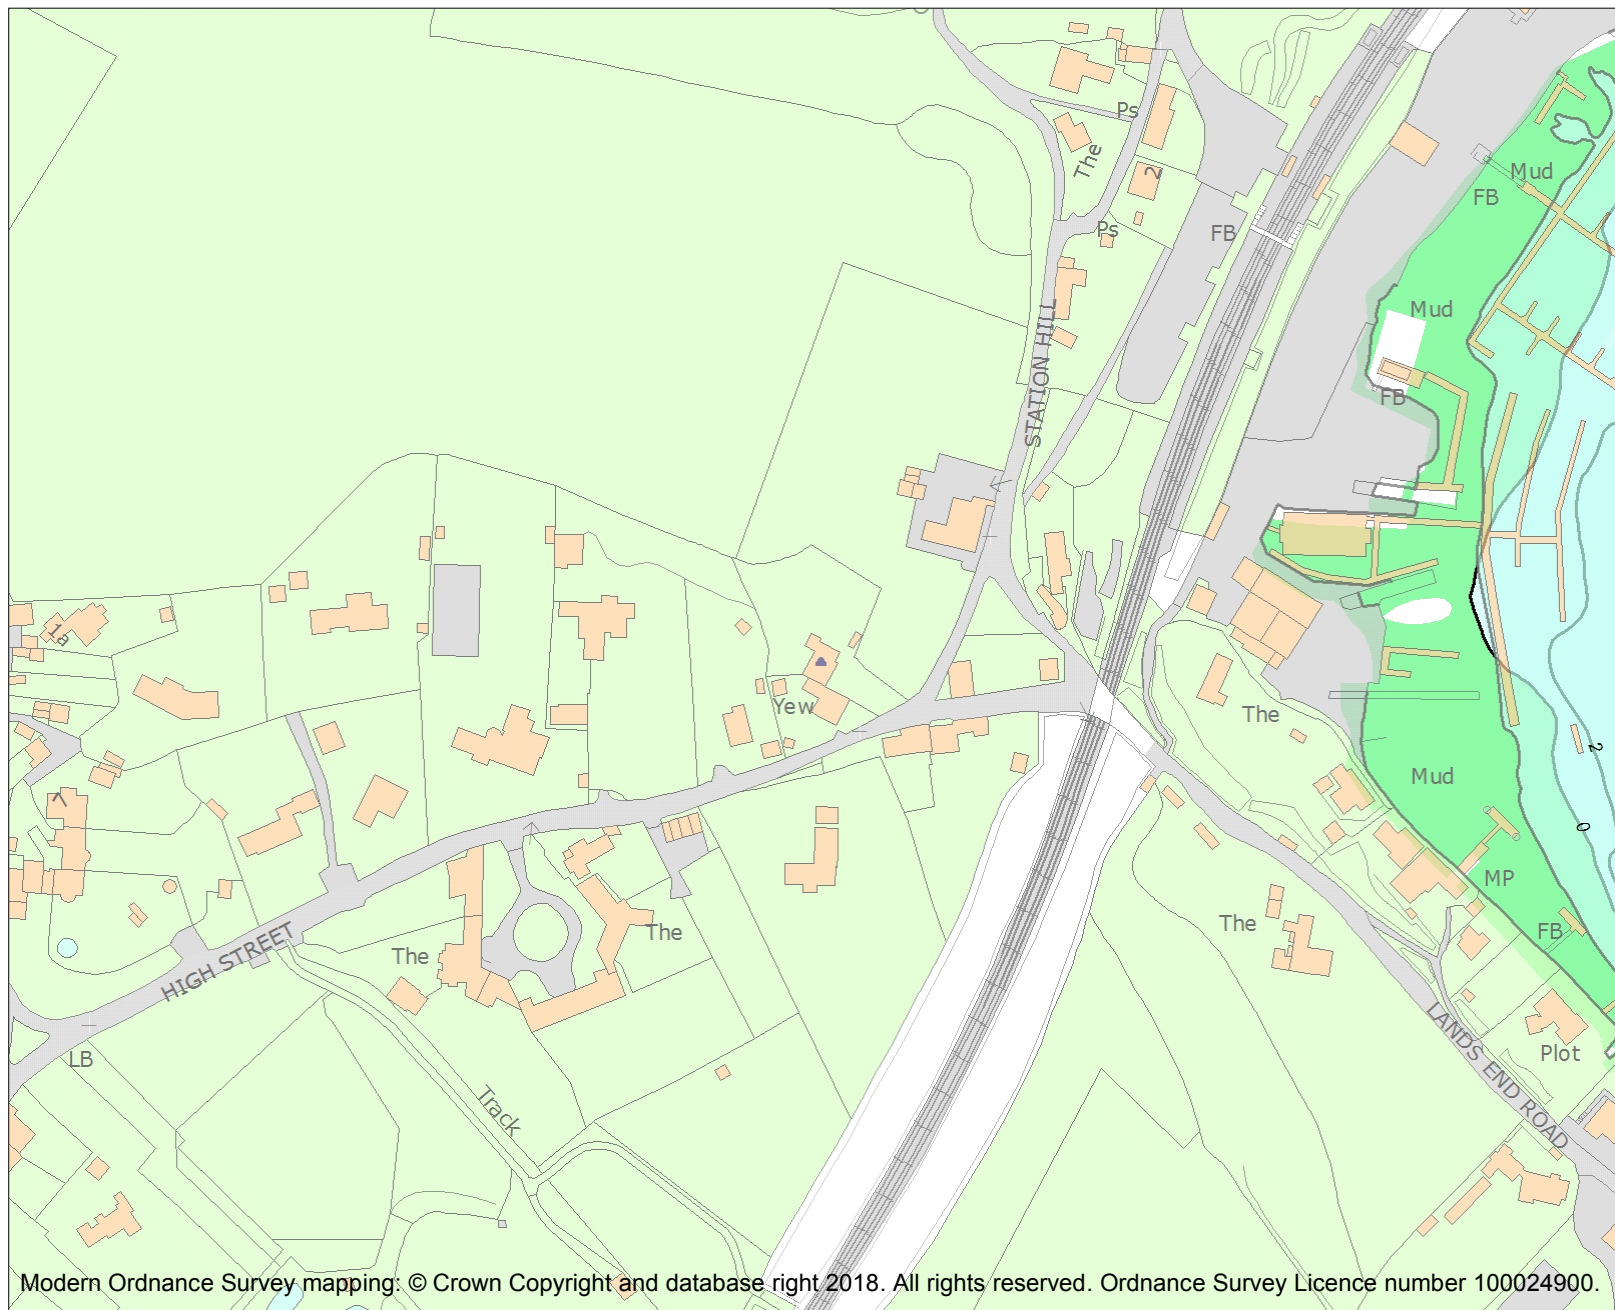 Ps
The
2
Ps
FB
Mud
FB
Mud
FB
STATION HILL
1a
Yew
The
2
Mud
0
7
MP
The
FB
The
The
HIGH STREET
LANDS END ROAD
Plot
LB
Track
Modern Ordnance Survey mapping: © Crown Copyright and database right 2018. All rights reserved. Ordnance Survey Licence number 100024900.